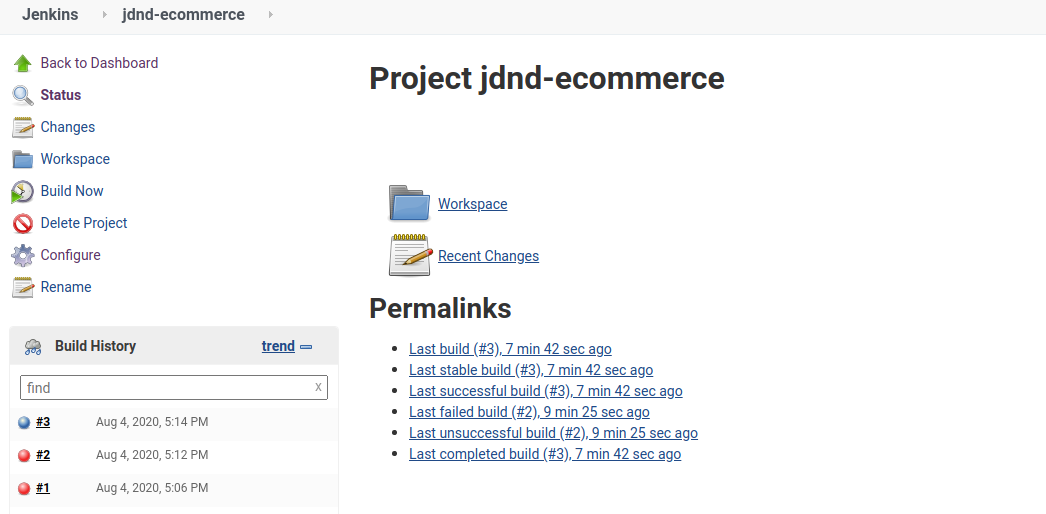 Jenkins jdnd-ecommerce
Back to Dashboard
Status
Changes
Workspace
Build Now
Delete Project
Configure
Rename
Build History trend
find x
#3 Aug 4, 2020, 5:14 PM
#2 Aug 4, 2020, 5:12 PM
#1 Aug 4, 2020, 5:06 PM
Project jdnd-ecommerce
Workspace
Recent Changes
Permalinks
Last build (#3), 7 min 42 sec ago
Last stable build (#3), 7 min 42 sec ago
Last successful build (#3), 7 min 42 sec ago
Last failed build (#2), 9 min 25 sec ago
Last unsuccessful build (#2), 9 min 25 sec ago
Last completed build (#3), 7 min 42 sec ago